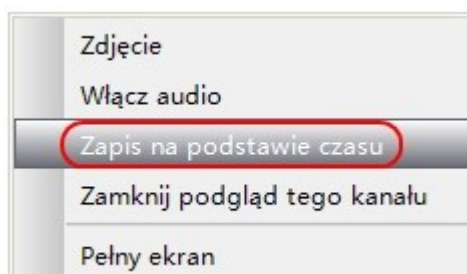 Zdjęcie
Włącz audio
Zapis na podstawie czasu
Zamknij podgląd tego kanału
Pełny ekran